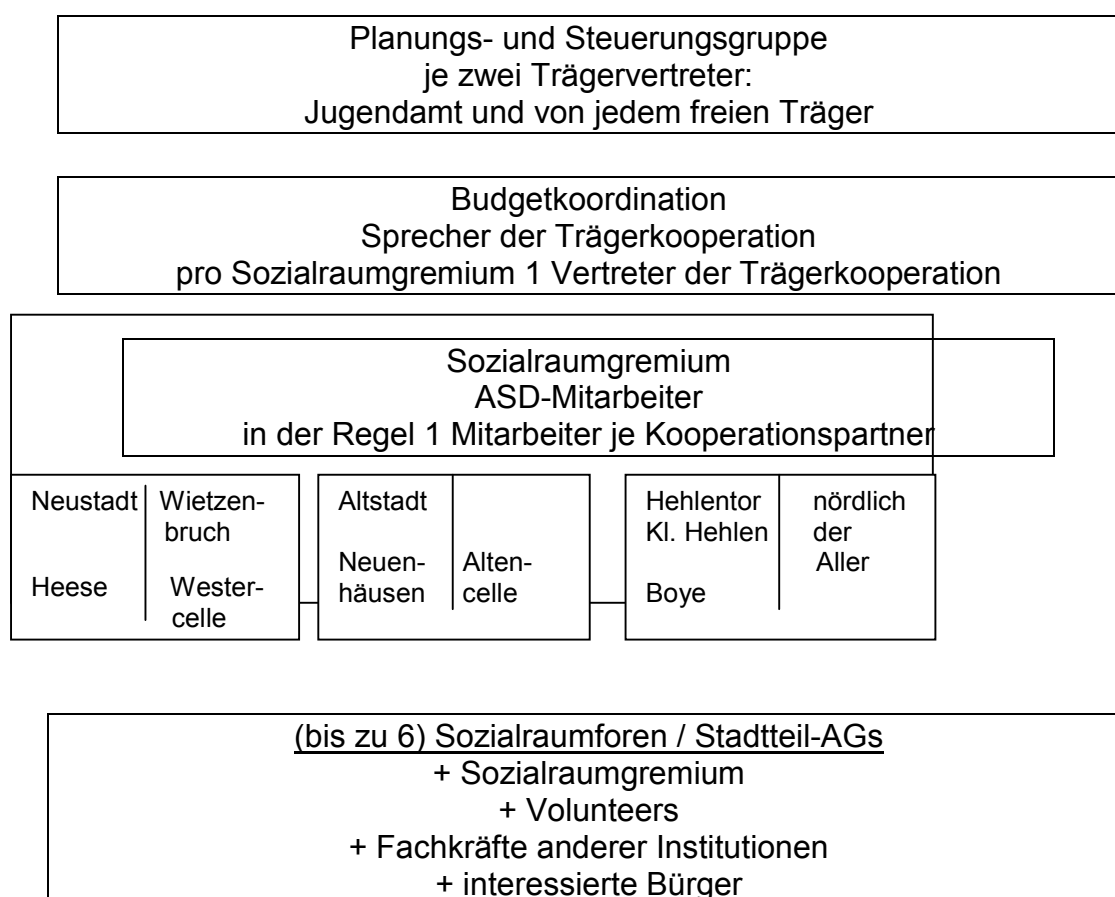 Planungs- und Steuerungsgruppe
je zwei Trägervertreter:
Jugendamt und von jedem freien Träger
Budgetkoordination
Sprecher der Trägerkooperation
pro Sozialraumgremium 1 Vertreter der Trägerkooperation
Sozialraumgremium
ASD-Mitarbeiter
in der Regel 1 Mitarbeiter je Kooperationspartner
Neustadt
Heese
Wietzen-
bruch
Wester-
celle
Altstadt
Neuen-
häusen
Alten-
celle
Hehlentor
Kl. Hehlen
Boye
nördlich
der
Aller
(bis zu 6) Sozialraumforen / Stadtteil-AGs
+ Sozialraumgremium
+ Volunteers
+ Fachkräfte anderer Institutionen
+ interessierte Bürger